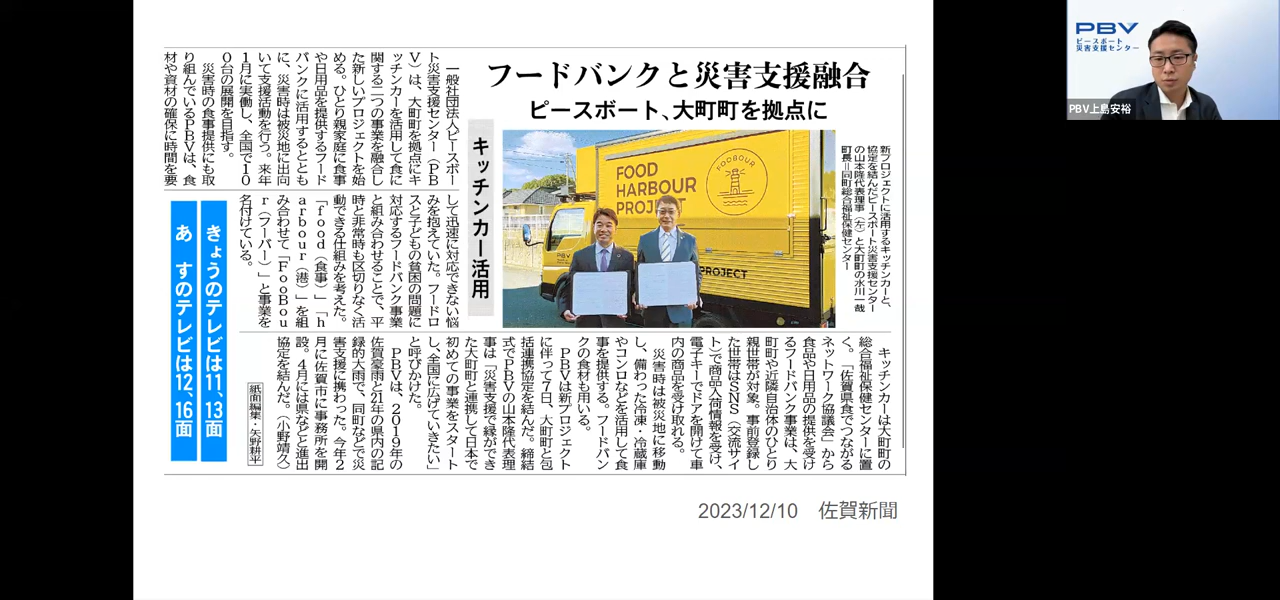 フードバンクと災害支援融合
ピースボート、大町町を拠点に
キッチンカー活用
一般社団法人ピースボー
ト災害支援センター(PB
V)は、大町町を拠点にキ
ッチンカーを活用して食に
関する二つの事業を融合し
た新しいプロジェクトを始
める。ひとり親家庭に食事
や日用品を提供するフード
バンクに活用するととも
に、災害時は被災地に出向
いて支援活動を行う。来年
1月に実働し、全国で10
0台の展開を目指す。
災害時の食事提供にも取
り組んでいるPBVは、食
材や資材の確保に時間を要
して迅速に対応できない悩
みを抱えていた。フードロ
スと子どもの貧困の問題に
対応するフードバンク事業
と組み合わせることで、平
時と非常時も区切りなく活
動できる仕組みを考えた。
「food(食事)」「h
arbour(港)」を組
み合わせて「FooBou
r(フーバー)」と事業を
名付けている。
新プロジェクトに活用するキッチンカーと、
協定を結んだピースボート災害支援センター
の山本隆代表理事(左)と大町町の水川一哉
町長=同町総合福祉保健センター
FOOD
HARBOUR
PROJECT
FOOBOUR
PBV
PROJECT
キッチンカーは大町町の
総合福祉保健センターに置
く。「佐賀県食でつながる
ネットワーク協議会」から
食品や日用品の提供を受け
るフードバンク事業は、大
町町や近隣自治体のひとり
親世帯が対象。事前登録し
た世帯はSNS(交流サイ
ト)で商品入荷情報を受け、
電子キーでドアを開けて車
内の商品を受け取れる。
災害時は被災地に移動
し、備わった冷凍・冷蔵庫
やコンロなどを活用して食
事を提供する。フードバン
クの食材も用いる。
PBVは新プロジェクト
に伴って7日、大町町と包
括連携協定を結んだ。締結
式でPBVの山本隆代表理
事は「災害支援で縁ができ
た大町町と連携して日本で
初めての事業をスタート
し、全国に広げていきたい」
と呼びかけた。
PBVは、2019年の
佐賀豪雨と21年の県内の記
録的大雨で、同町などで災
害支援に携わった。今年2
月に佐賀市に事務所を開
設。4月には県などと進出
協定を結んだ。(小野靖久)
紙面編集・矢野耕平
きょうのテレビは11、13面
あすのテレビは12、16面
2023/12/10 佐賀新聞
PBV
ピースボート
災害支援センター
PBV上島安裕